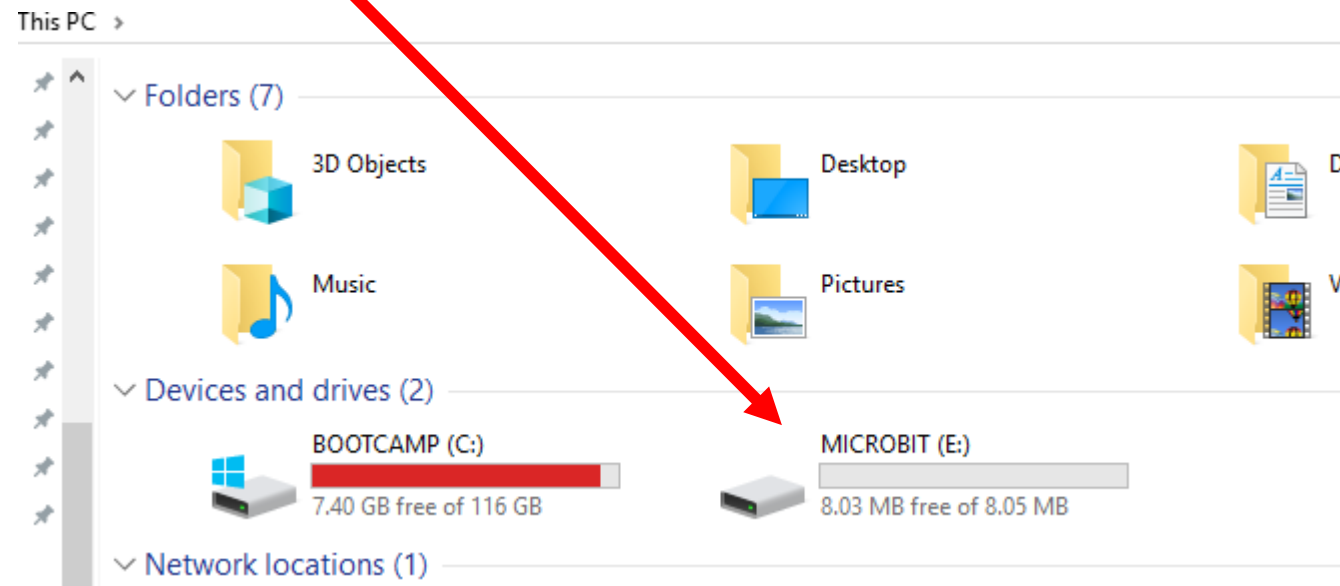 This PC >
Folders (7)
3D Objects
Desktop
D
Music
Pictures
V
Devices and drives (2)
BOOTCAMP (C:)
MICROBIT (E:)
7.40 GB free of 116 GB
8.03 MB free of 8.05 MB
Network locations (1)